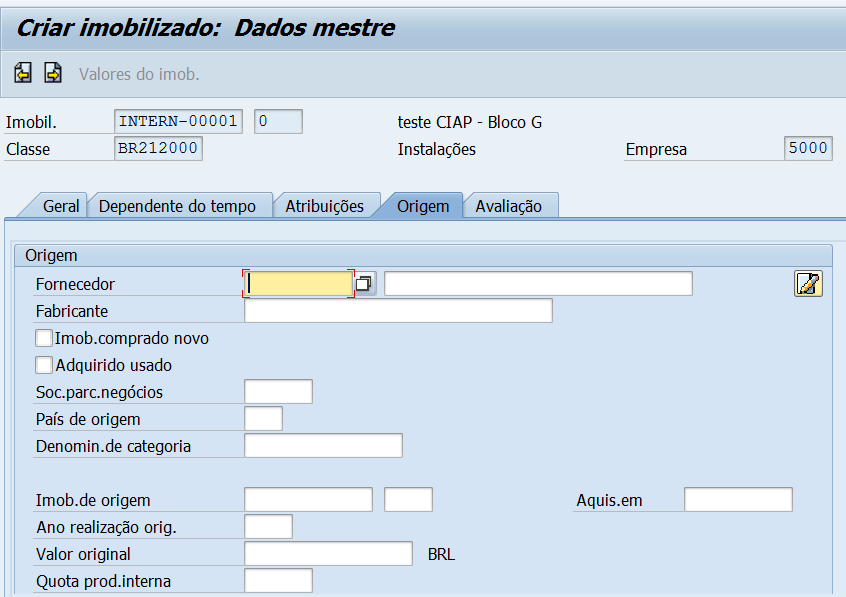 Criar imobilizado: Dados mestre
Valores do imob.
Imobil. INTERN-00001 0 teste CIAP - Bloco G
Classe BR212000 Instalações Empresa 5000
Geral Dependente do tempo Atribuições Origem Avaliação
Origem
Fornecedor
Fabricante
Imob.comprado novo
Adquirido usado
Soc.parc.negócios
País de origem
Denomin.de categoria
Imob.de origem Aquis.em
Ano realização orig.
Valor original BRL
Quota prod.interna